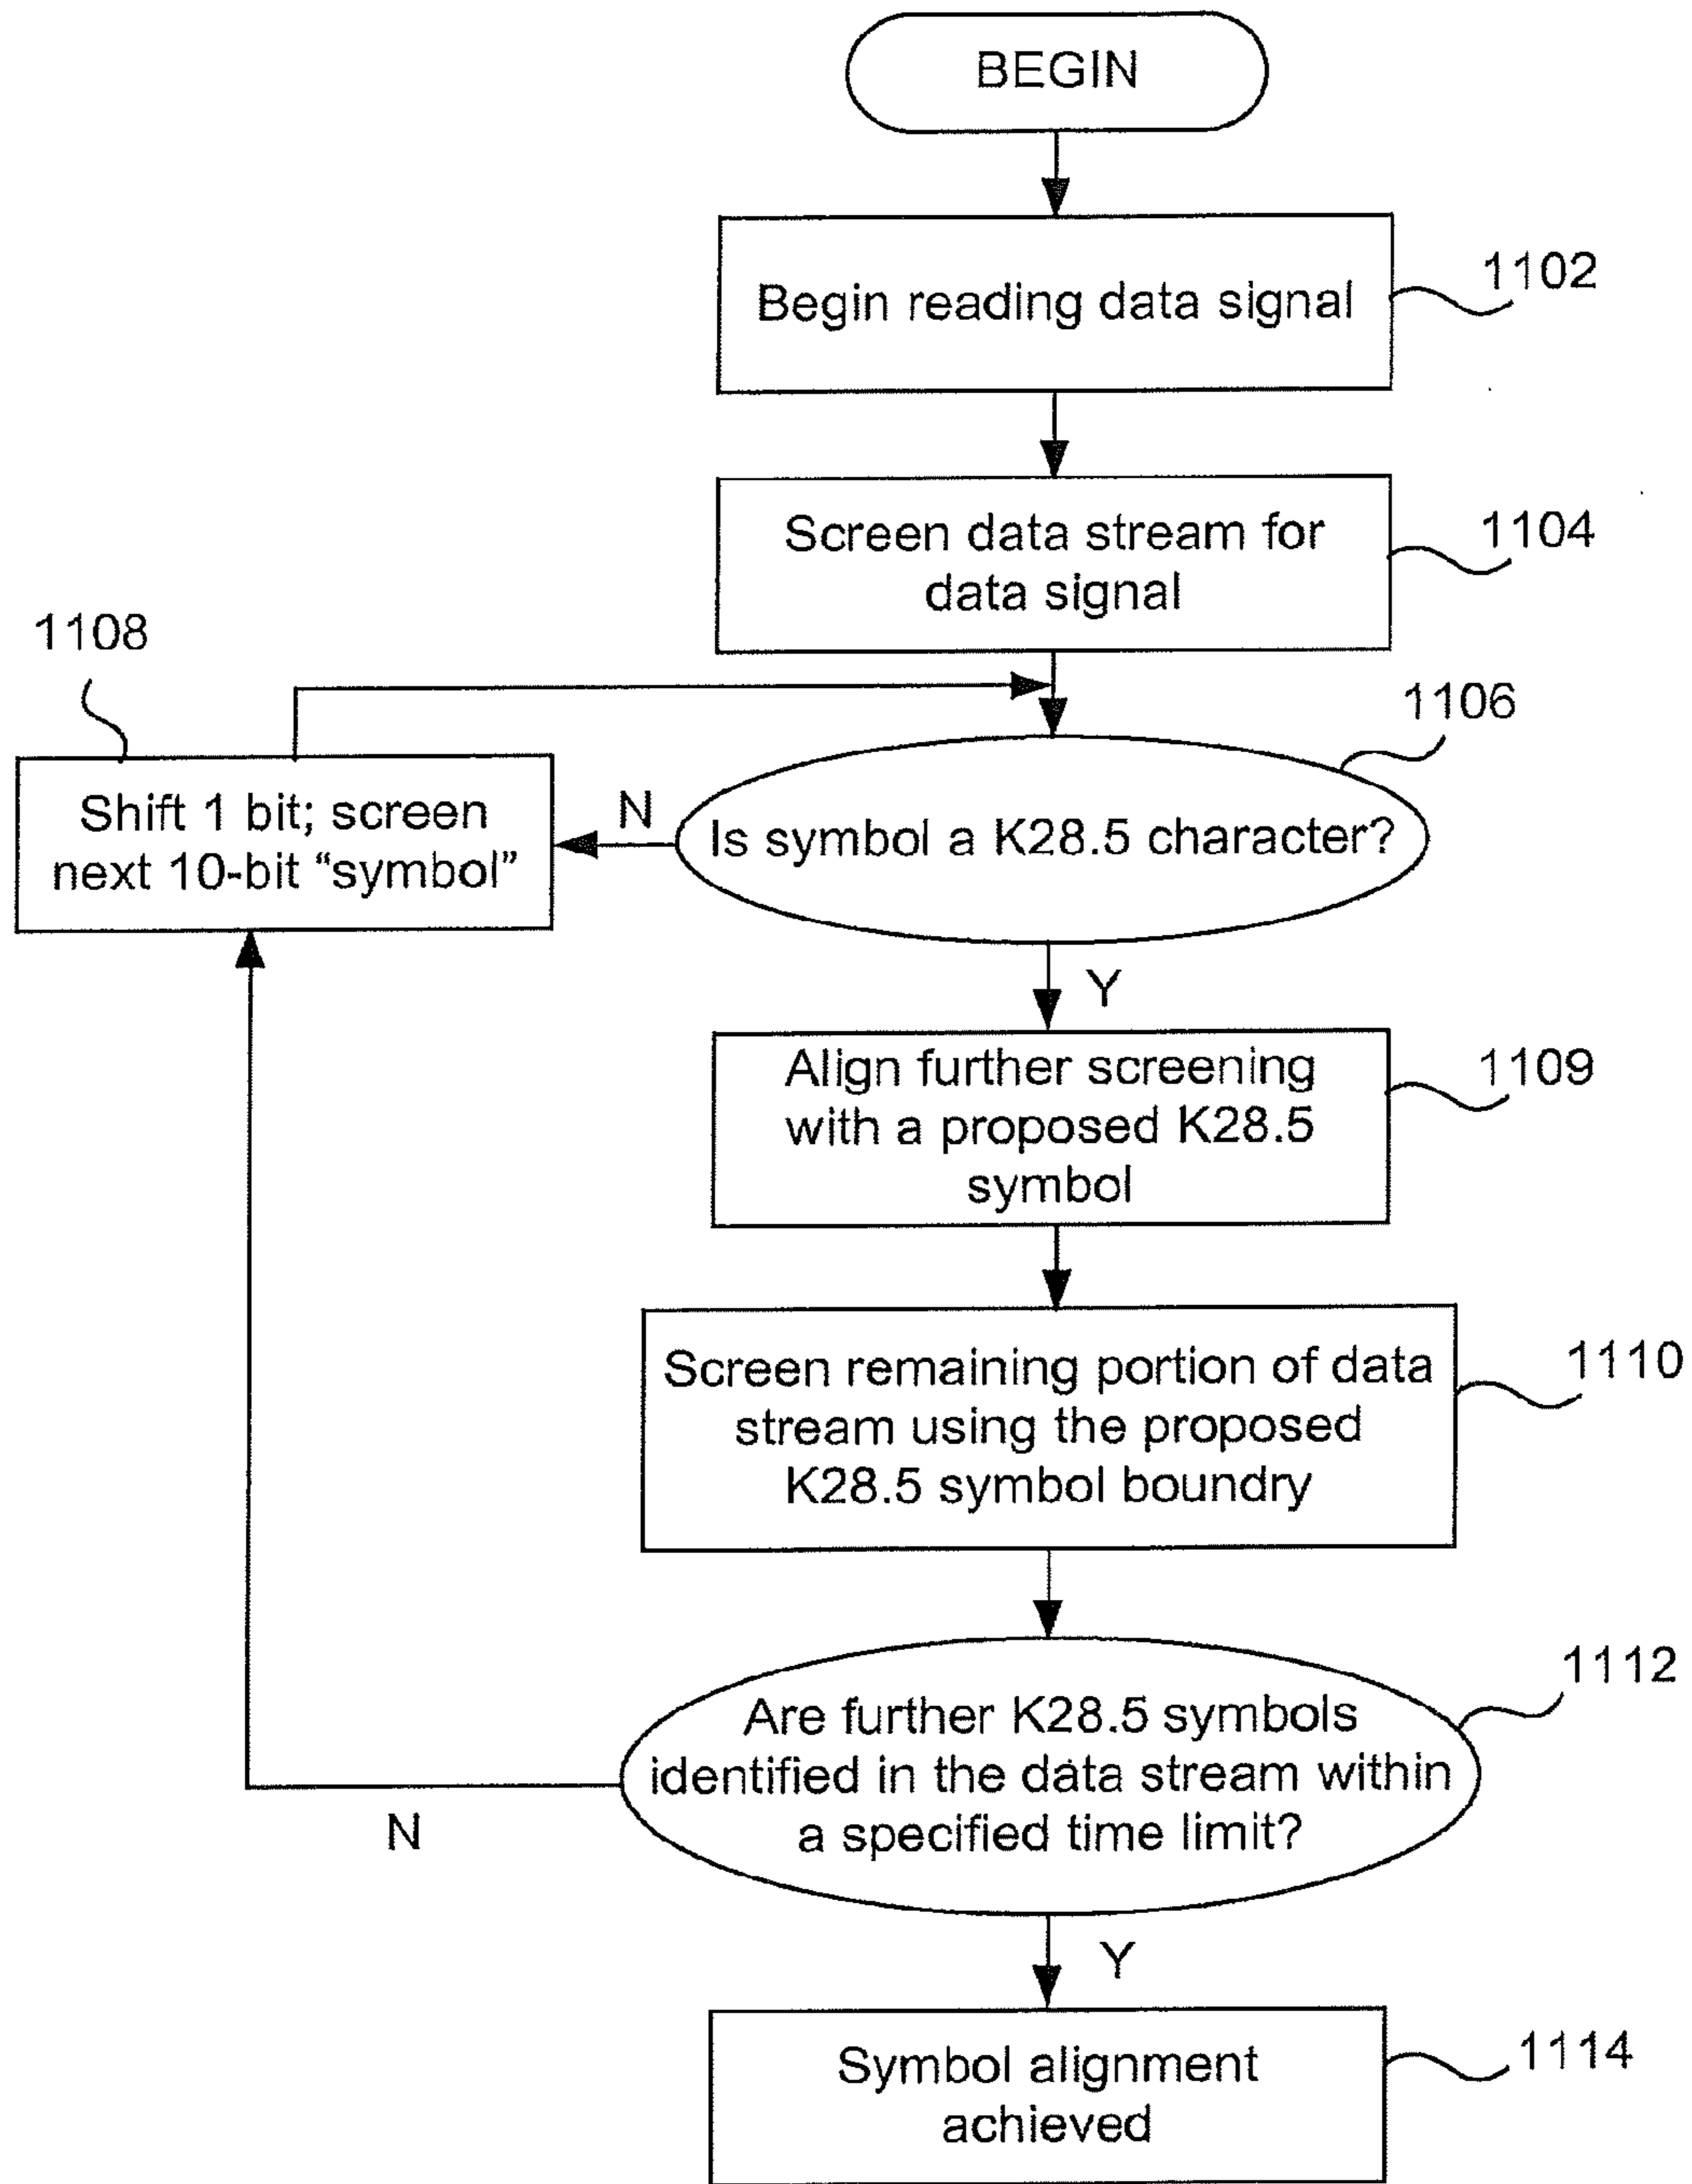 BEGIN
Begin reading data signal
1102
Screen data stream for
data signal
1104
1108
Shift 1 bit; screen
next 10-bit “symbol”
N
1106
Is symbol a K28.5 character?
Y
Align further screening
with a proposed K28.5
symbol
1109
Screen remaining portion of data
stream using the proposed
K28.5 symbol boundry
1110
Are further K28.5 symbols
identified in the data stream within
a specified time limit?
1112
N
Y
Symbol alignment
achieved
1114